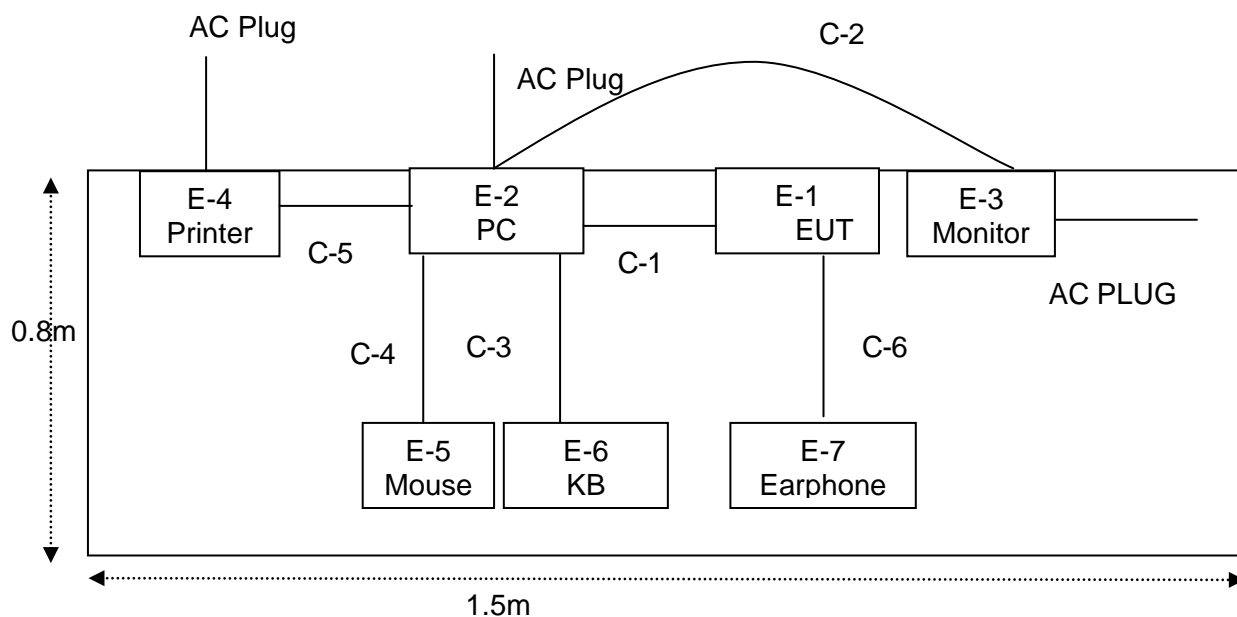 AC Plug
C-2
AC Plug
E-4
Printer
E-2
PC
E-1
EUT
E-3
Monitor
C-5
C-1
AC PLUG
0.8m
C-4
C-3
C-6
E-5
Mouse
E-6
KB
E-7
Earphone
1.5m